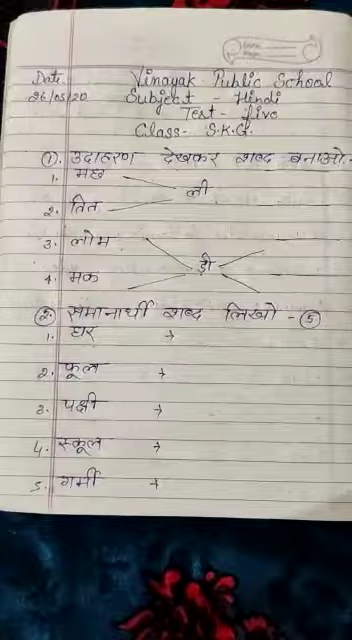 Date
26/05/20
Vinayak Public School
Subject - Hindi
Test - five
Class - S.K.G.
①. उदाहरण देखकर शब्द बनाओ -
1. मछ
ली
2. तित
3. लोम
ड़ी
4. मक
②. समानार्थी शब्द लिखो - ⑤
1. घर →
2. फूल →
3. पक्षी →
4. स्कूल →
5. गर्मी →